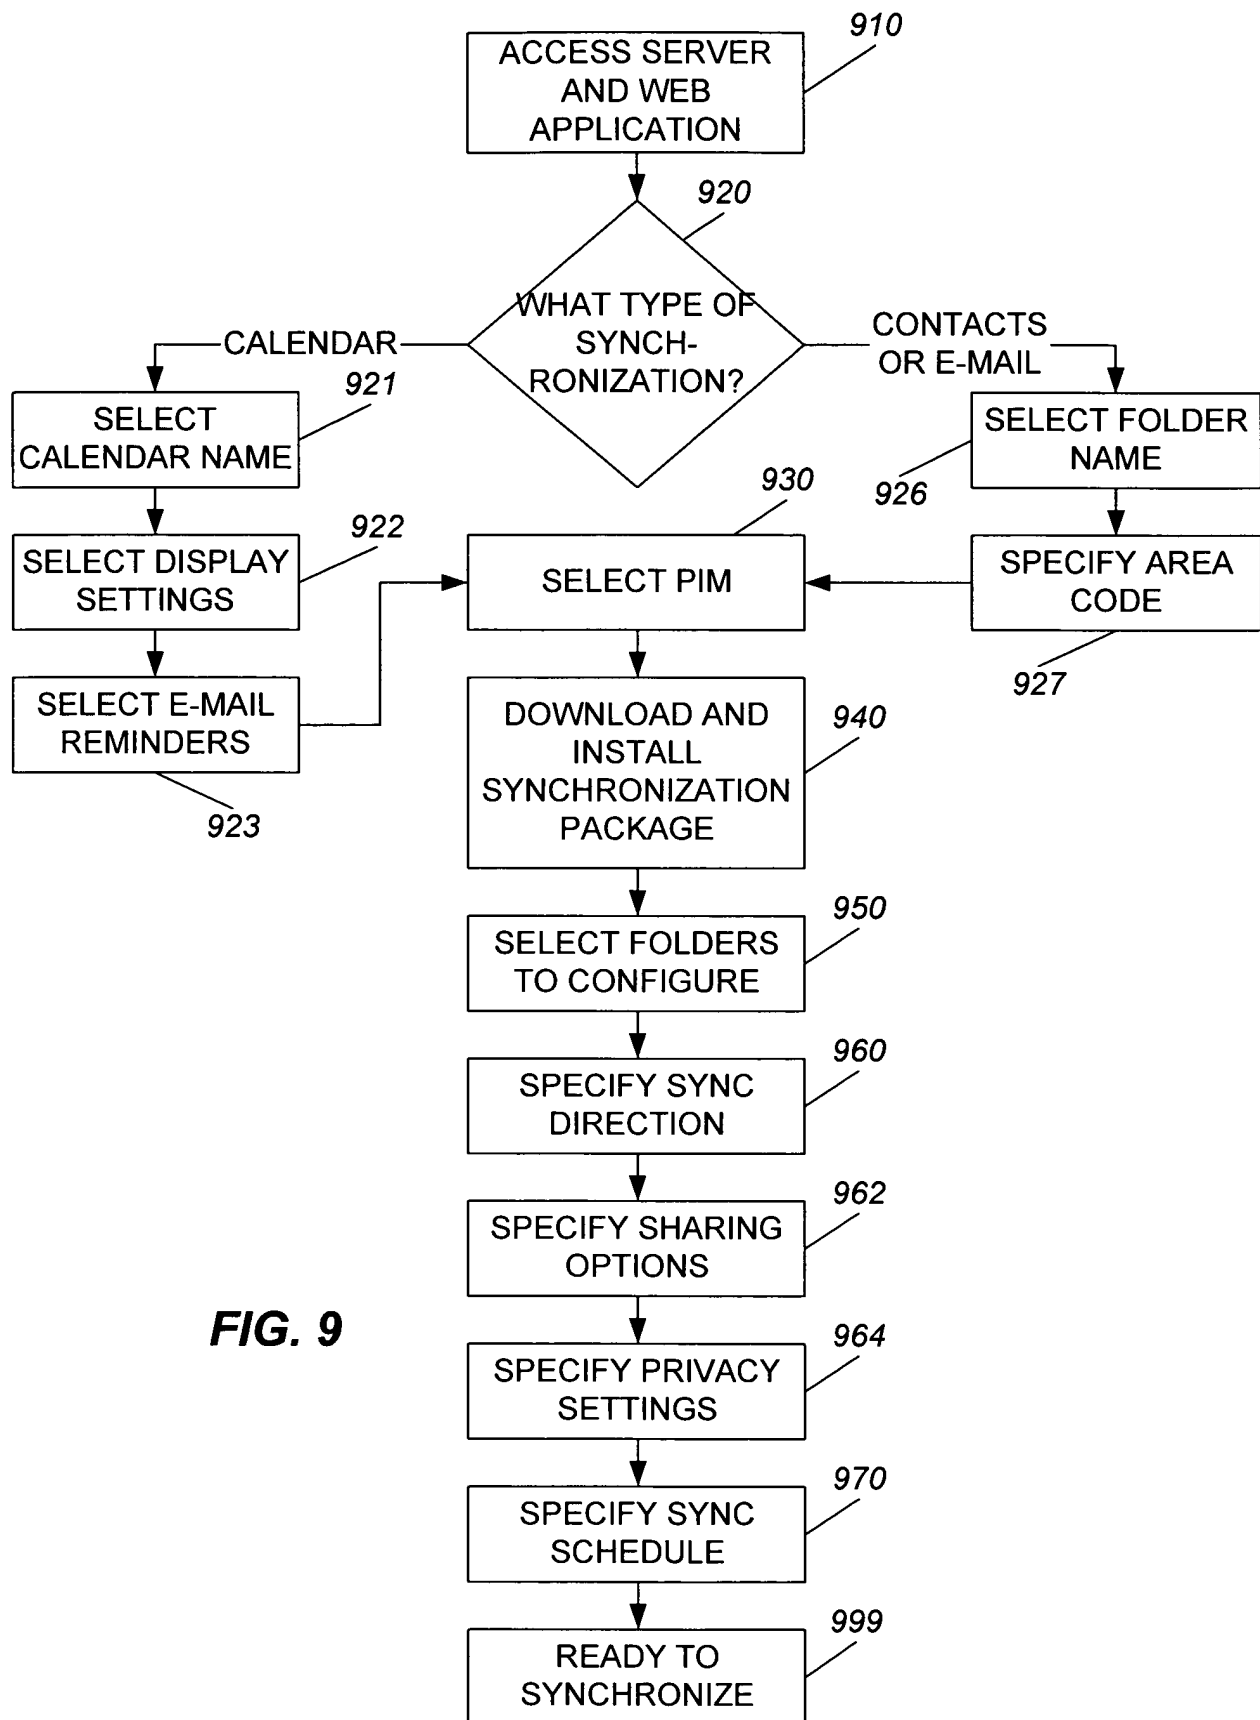 910
ACCESS SERVER
AND WEB
APPLICATION
920
WHAT TYPE OF
SYNCH-
RONIZATION?
CALENDAR
CONTACTS
OR E-MAIL
921
SELECT
CALENDAR NAME
SELECT FOLDER
NAME
926
922
SELECT DISPLAY
SETTINGS
930
SELECT PIM
SPECIFY AREA
CODE
927
SELECT E-MAIL
REMINDERS
923
DOWNLOAD AND
INSTALL
SYNCHRONIZATION
PACKAGE
940
950
SELECT FOLDERS
TO CONFIGURE
960
SPECIFY SYNC
DIRECTION
962
SPECIFY SHARING
OPTIONS
FIG. 9
964
SPECIFY PRIVACY
SETTINGS
970
SPECIFY SYNC
SCHEDULE
999
READY TO
SYNCHRONIZE